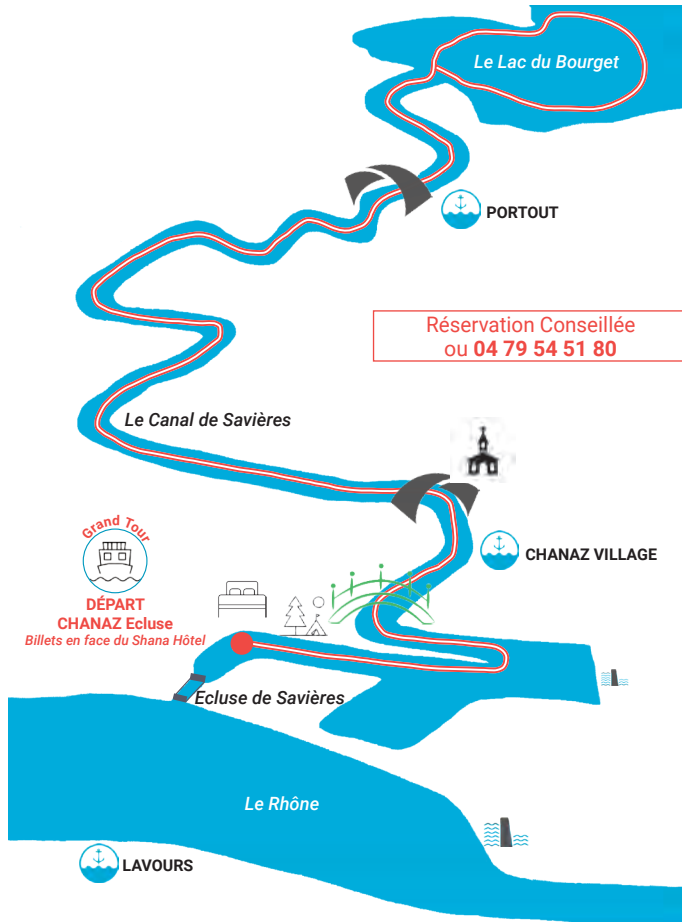 Le Lac du Bourget
PORTOUT
Réservation Conseillée
ou 04 79 54 51 80
Le Canal de Savières
Grand Tour
CHANAZ VILLAGE
DÉPART
CHANAZ Ecluse
Billets en face du Shana Hôtel
Ecluse de Savières
Le Rhône
LAVOURS